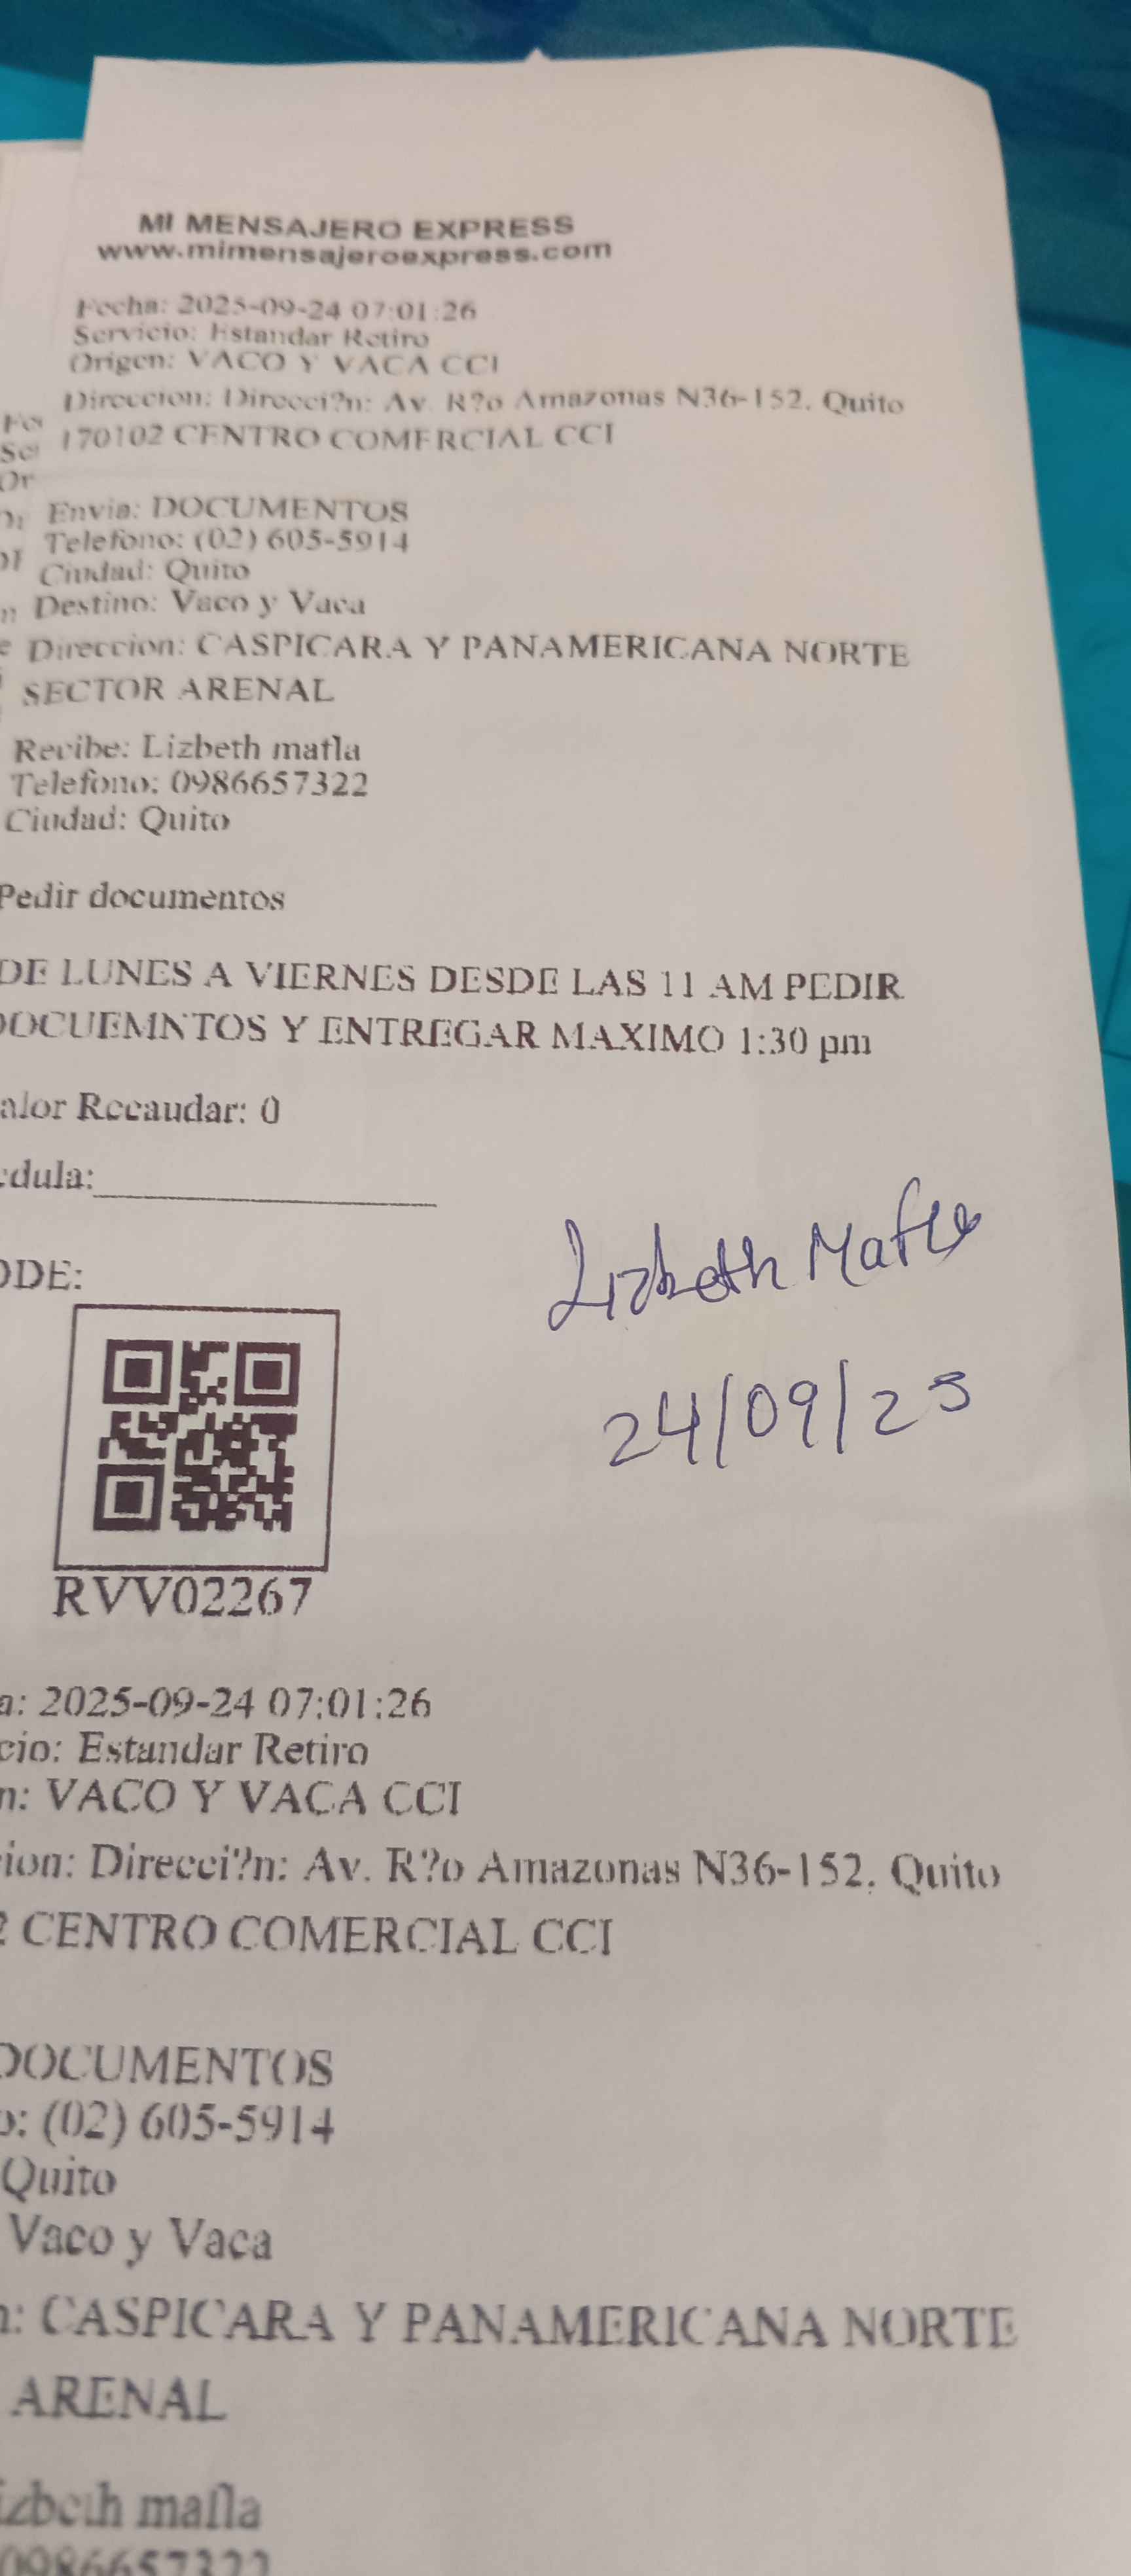 MI MENSAJERO EXPRESS
www.mimensajeroexpress.com
Fecha: 2025-09-24 07:01:26
Servicio: Estandar Retiro
Origen: VACO Y VACA CCI
Direccion: Direcci?n: Av. R?o Amazonas N36-152, Quito
170102 CENTRO COMERCIAL CCI
Envia: DOCUMENTOS
Telefono: (02) 605-5914
Ciudad: Quito
Destino: Vaco y Vaca
Direccion: CASPICARA Y PANAMERICANA NORTE
SECTOR ARENAL
Recibe: Lizbeth mafla
Telefono: 0986657322
Ciudad: Quito
Pedir documentos
DE LUNES A VIERNES DESDE LAS 11 AM PEDIR
DOCUEMNTOS Y ENTREGAR MAXIMO 1:30 pm
alor Recaudar: 0
edula:
Lizbeth Mafla
ODE:
24/09/25
RVV02267
a: 2025-09-24 07:01:26
cio: Estandar Retiro
n: VACO Y VACA CCI
cion: Direcci?n: Av. R?o Amazonas N36-152, Quito
2 CENTRO COMERCIAL CCI
DOCUMENTOS
o: (02) 605-5914
Quito
Vaco y Vaca
n: CASPICARA Y PANAMERICANA NORTE
ARENAL
izbeth mafla
0986657322